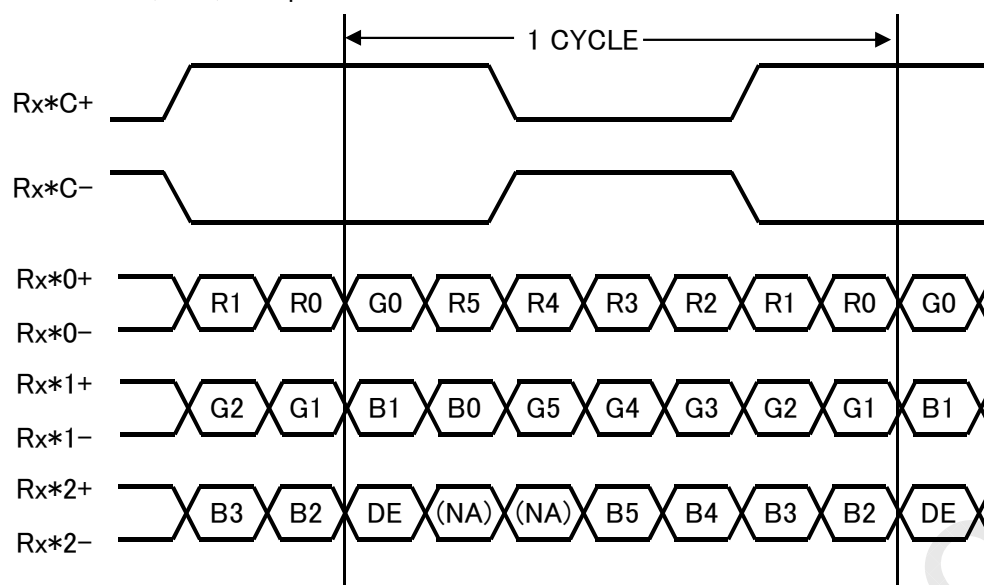 1 CYCLE
Rx*C+
Rx*C−
Rx*0+
R1 R0 G0 R5 R4 R3 R2 R1 R0 G0
Rx*0−
Rx*1+
G2 G1 B1 B0 G5 G4 G3 G2 G1 B1
Rx*1−
Rx*2+
B3 B2 DE (NA) (NA) B5 B4 B3 B2 DE
Rx*2−